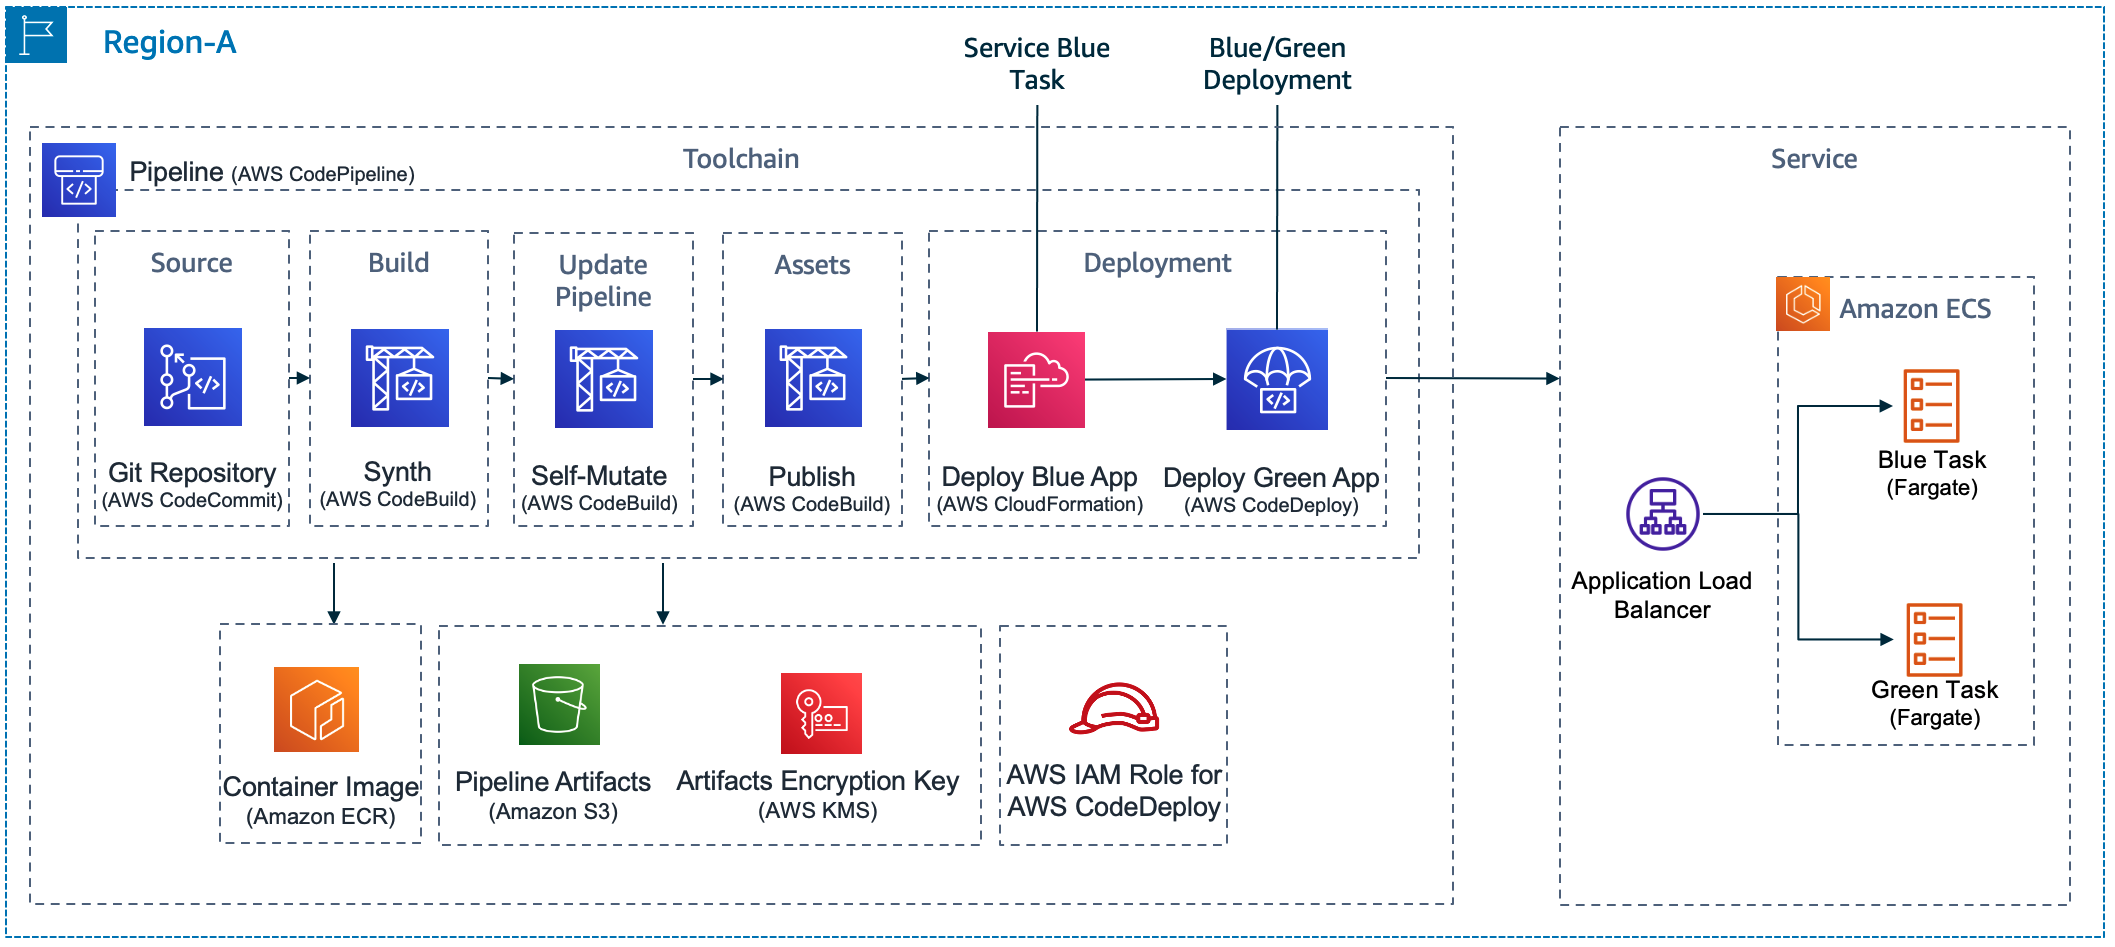 Region-A
Service Blue
Task
Blue/Green
Deployment
Toolchain
Pipeline (AWS CodePipeline)
Source
Git Repository
(AWS CodeCommit)
Build
Synth
(AWS CodeBuild)
Update
Pipeline
Self-Mutate
(AWS CodeBuild)
Assets
Publish
(AWS CodeBuild)
Deployment
Deploy Blue App
(AWS CloudFormation)
Deploy Green App
(AWS CodeDeploy)
Container Image
(Amazon ECR)
Pipeline Artifacts
(Amazon S3)
Artifacts Encryption Key
(AWS KMS)
AWS IAM Role for
AWS CodeDeploy
Service
Amazon ECS
Blue Task
(Fargate)
Application Load
Balancer
Green Task
(Fargate)